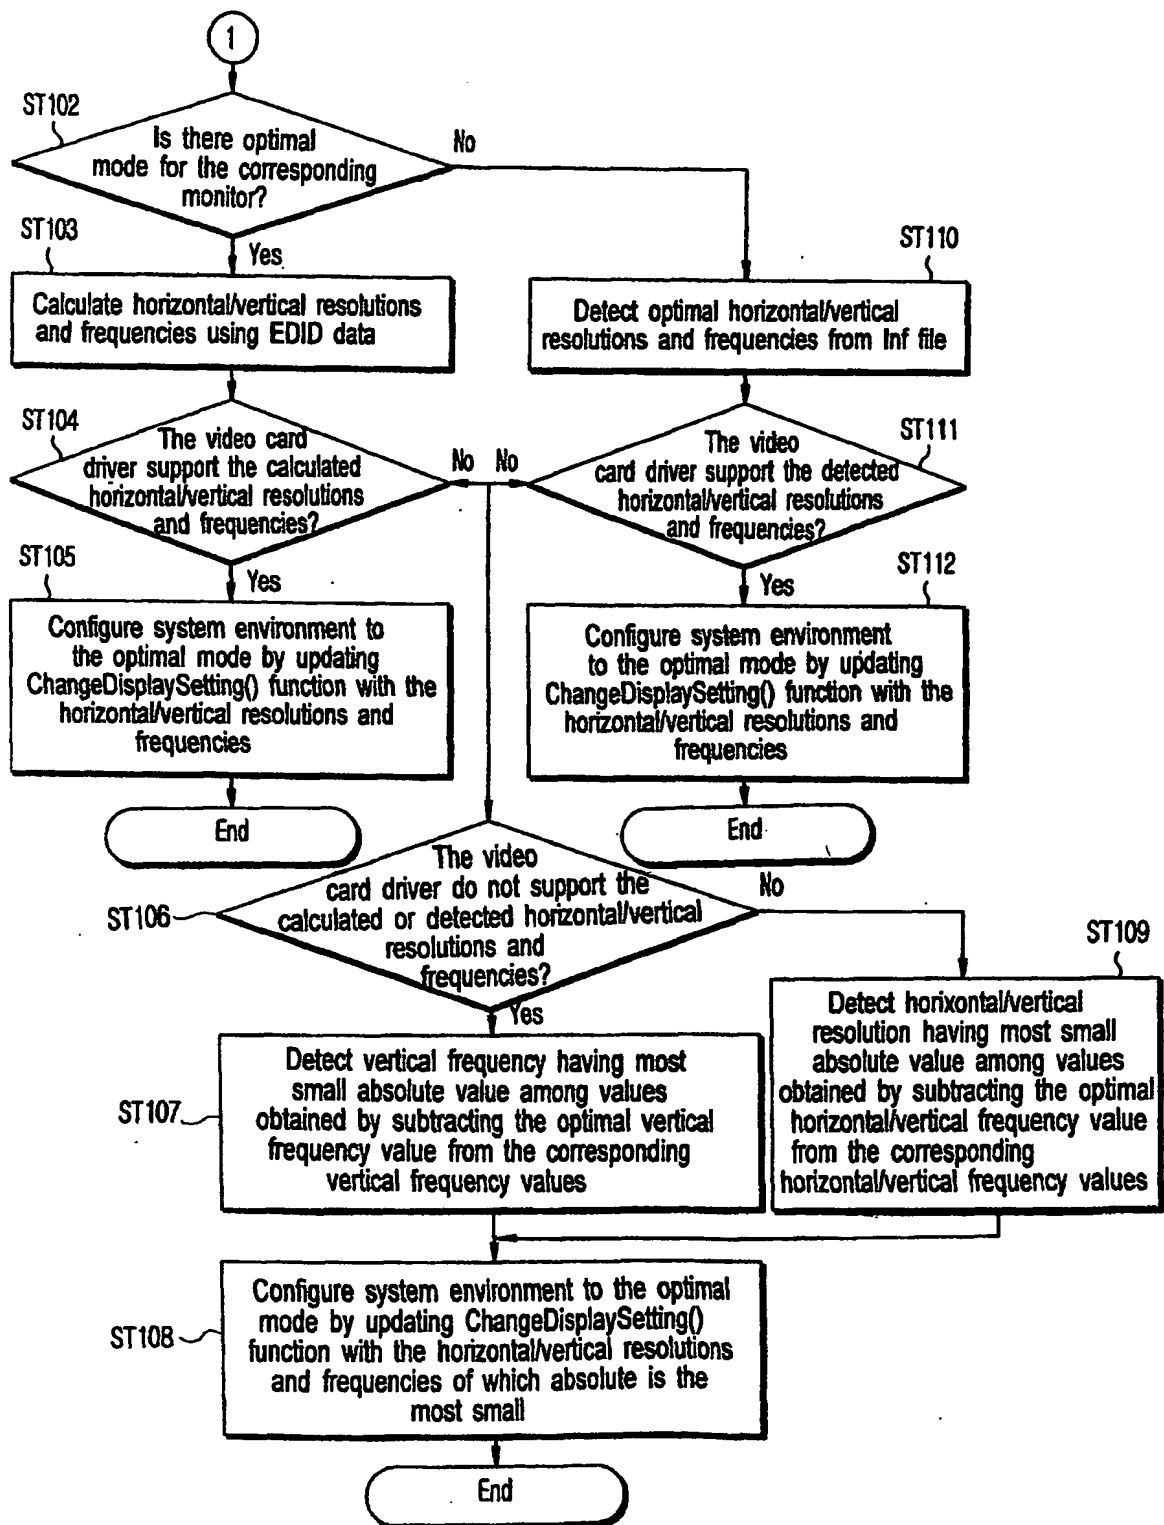 1
ST102
Is there optimal
mode for the corresponding
monitor?
No
Yes
ST103
Calculate horizontal/vertical resolutions
and frequencies using EDID data
ST110
Detect optimal horizontal/vertical
resolutions and frequencies from Inf file
ST104
The video card
driver support the calculated
horizontal/vertical resolutions
and frequencies?
No
No
ST111
The video
card driver support the detected
horizontal/vertical resolutions
and frequencies?
Yes
Yes
ST105
Configure system environment to
the optimal mode by updating
ChangeDisplaySetting() function with the
horizontal/vertical resolutions and
frequencies
ST112
Configure system environment
to the optimal mode by updating
ChangeDisplaySetting() function with the
horizontal/vertical resolutions and
frequencies
End
End
ST106
The video
card driver do not support the
calculated or detected horizontal/vertical
resolutions and
frequencies?
No
Yes
ST109
Detect horixontal/vertical
resolution having most small
absolute value among values
obtained by subtracting the optimal
horizontal/vertical frequency value
from the corresponding
horizontal/vertical frequency values
ST107
Detect vertical frequency having most
small absolute value among values
obtained by subtracting the optimal vertical
frequency value from the corresponding
vertical frequency values
ST108
Configure system environment to the optimal
mode by updating ChangeDisplaySetting()
function with the horizontal/vertical resolutions
and frequencies of which absolute is the
most small
End